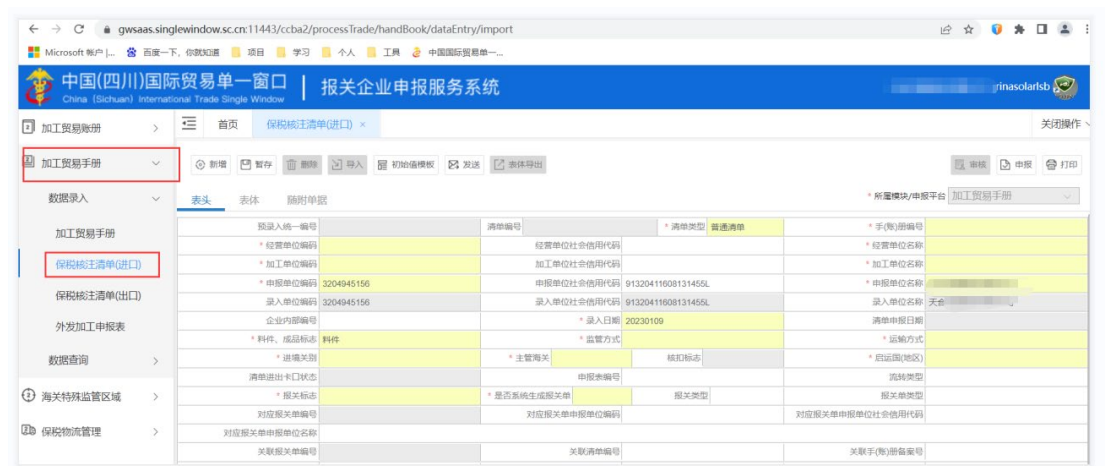 gwsaas.singlewindow.sc.cn:11443/ccba2/processTrade/handBook/dataEntry/import
Microsoft 帐户 |... 百度一下，你就知道 项目 学习 个人 工具 中国国际贸易单一...
中国(四川)国际贸易单一窗口 | 报关企业申报服务系统
China (Sichuan) International Trade Single Window
rinasolarlsb
加工贸易账册 首页 保税核注清单(进口) × 关闭操作
加工贸易手册 新增 暂存 删除 导入 初始值模板 发送 表体导出 审核 申报 打印
数据录入 表头 表体 随附单据 * 所属模块/申报平台 加工贸易手册
加工贸易手册
保税核注清单(进口)
保税核注清单(出口)
外发加工申报表
数据查询
海关特殊监管区域
保税物流管理
预录入统一编号 清单编号 * 清单类型 普通清单 * 手(账)册编号
* 经营单位编码 经营单位社会信用代码 * 经营单位名称
* 加工单位编码 加工单位社会信用代码 * 加工单位名称
* 申报单位编码 3204945156 申报单位社会信用代码 91320411608131455L * 申报单位名称
录入单位编码 3204945156 录入单位社会信用代码 91320411608131455L 录入单位名称 天合
企业内部编号 * 录入日期 20230109 清单申报日期
* 料件、成品标志 料件 * 监管方式 * 运输方式
* 进境关别 * 主管海关 核扣标志 * 启运国(地区)
清单进出卡口状态 申报表编号 流转类型
* 报关标志 * 是否系统生成报关单 报关类型 报关单类型
对应报关单编号 对应报关单申报单位编码 对应报关单申报单位社会信用代码
对应报关单申报单位名称
关联报关单编号 关联清单编号 关联手(账)册备案号